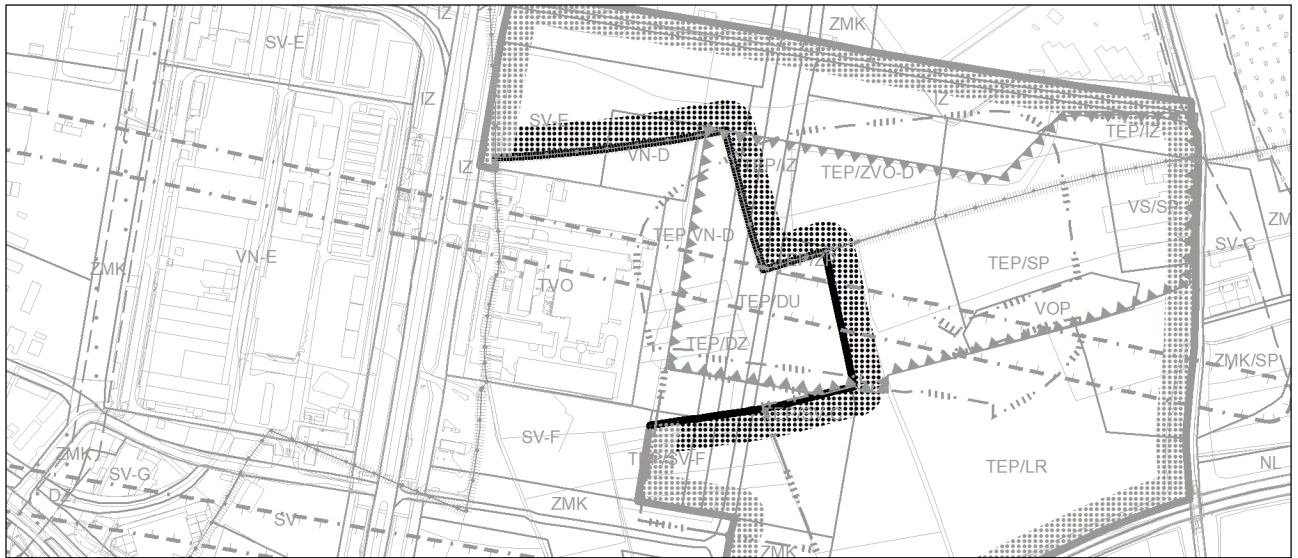 IZ
ZMK
SV-E
IZ
IZ
SV-E
TEP/IZ
VN-D
IZ
TEP/IZ
TEP/ZVO-D
VS/SP
TEP/VN-D
SV-C
ZMK
VN-E
TEP/SP
TVO
TEP/DU
VOP
TEP/DZ
ZMK/SP
SV-F
ZMK
SV-G
TEP/SV-F
TEP/LR
NL
SV
ZMK
ZMK